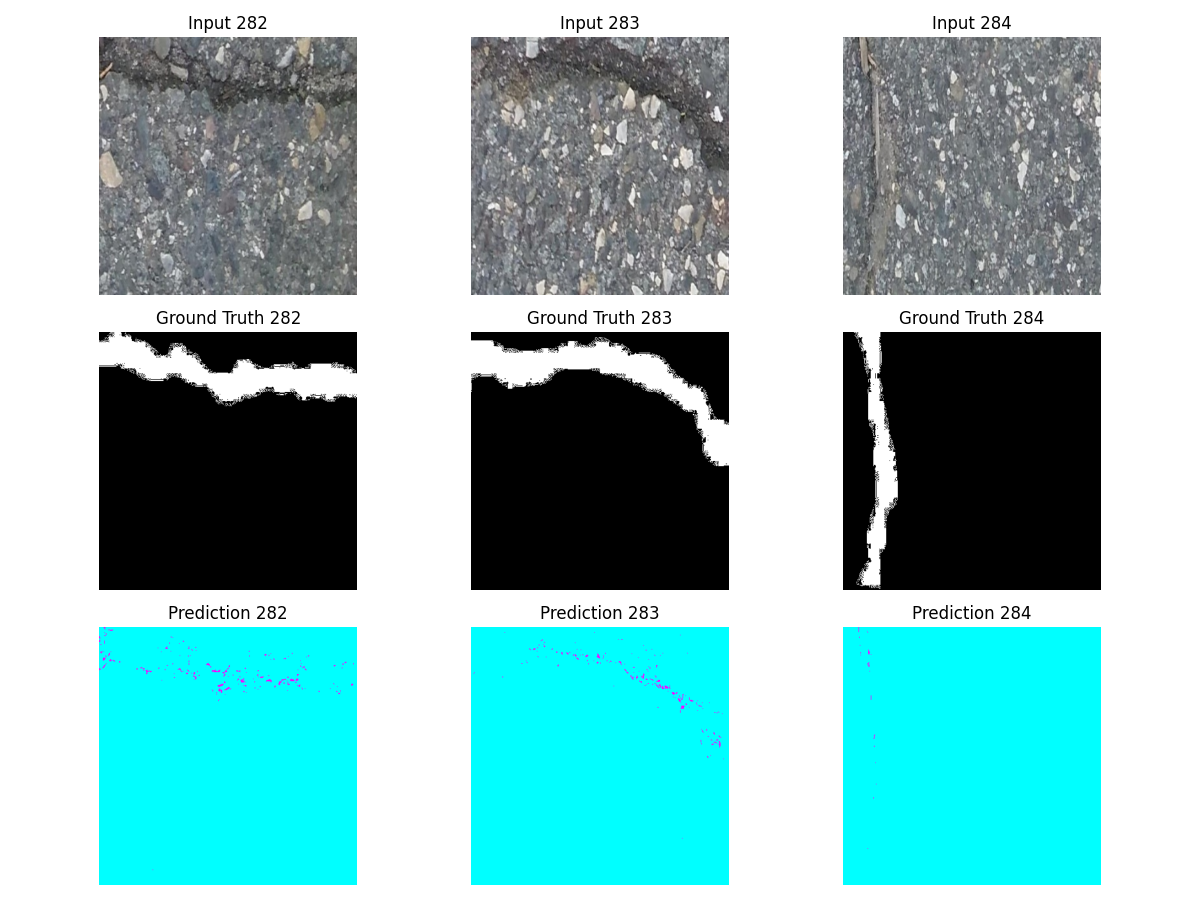 Input 282
Input 283
Input 284
Ground Truth 282
Ground Truth 283
Ground Truth 284
Prediction 282
Prediction 283
Prediction 284